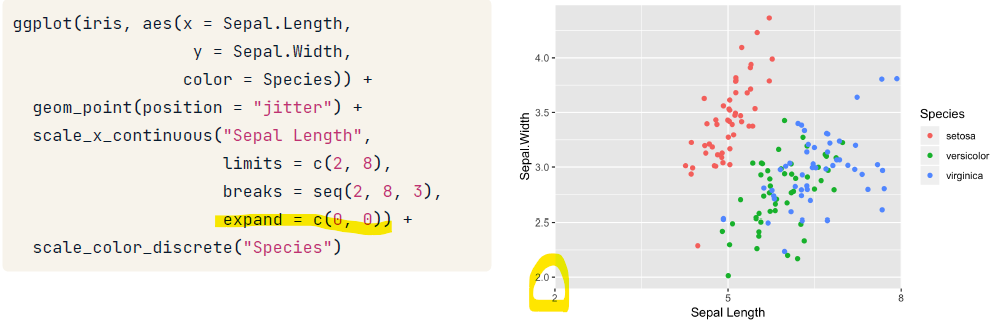 ggplot(iris, aes(x = Sepal.Length,
y = Sepal.Width,
color = Species)) +
geom_point(position = "jitter") +
scale_x_continuous("Sepal Length",
limits = c(2, 8),
breaks = seq(2, 8, 3),
expand = c(0, 0)) +
scale_color_discrete("Species")
4.0
3.5
3.0
2.5
2.0
Sepal.Width
2
5
8
Sepal Length
Species
setosa
versicolor
virginica